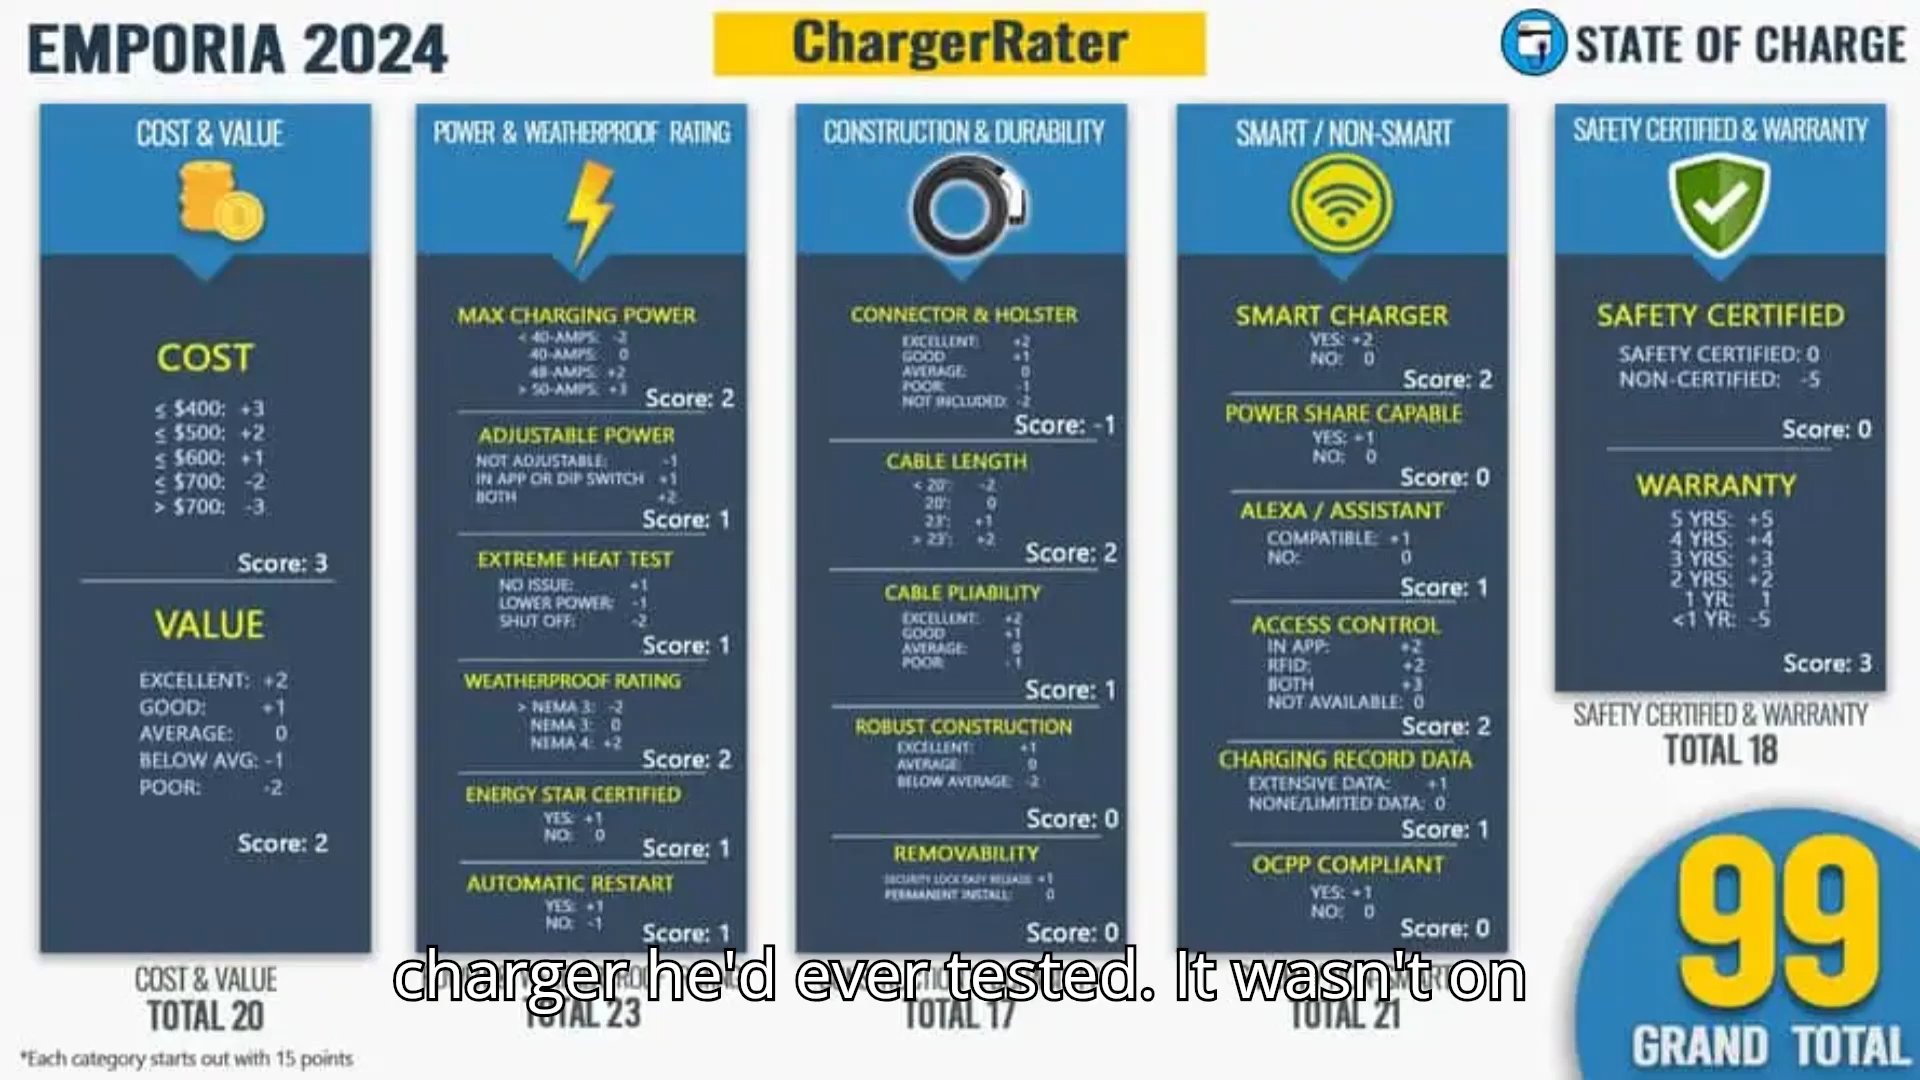 EMPORIA 2024
ChargerRater
STATE OF CHARGE
COST & VALUE
COST
≤ $400: +3
≤ $500: +2
≤ $600: +1
≤ $700: -2
> $700: -3
Score: 3
VALUE
EXCELLENT: +2
GOOD: +1
AVERAGE: 0
BELOW AVG: -1
POOR: -2
Score: 2
COST & VALUE
TOTAL 20
*Each category starts out with 15 points
POWER & WEATHERPROOF RATING
MAX CHARGING POWER
< 40-AMPS: -2
40-AMPS: 0
48-AMPS: +2
> 50-AMPS: +3
Score: 2
ADJUSTABLE POWER
NOT ADJUSTABLE: -1
IN APP OR DIP SWITCH +1
BOTH +2
Score: 1
EXTREME HEAT TEST
NO ISSUE: +1
LOWER POWER: -1
SHUT OFF: -2
Score: 1
WEATHERPROOF RATING
> NEMA 3: -2
NEMA 3: 0
NEMA 4: +2
Score: 2
ENERGY STAR CERTIFIED
YES: +1
NO: 0
Score: 1
AUTOMATIC RESTART
YES: +1
NO: -1
Score: 1
TOTAL 23
CONSTRUCTION & DURABILITY
CONNECTOR & HOLSTER
EXCELLENT: +2
GOOD +1
AVERAGE: 0
POOR: -1
NOT INCLUDED: -2
Score: -1
CABLE LENGTH
< 20': -2
20': 0
23': +1
> 23': +2
Score: 2
CABLE PLIABILITY
EXCELLENT: +2
GOOD +1
AVERAGE: 0
POOR: -1
Score: 1
ROBUST CONSTRUCTION
EXCELLENT: +1
AVERAGE: 0
BELOW AVERAGE: -2
Score: 0
REMOVABILITY
SECURITY LOCK EASY RELEASE: +1
PERMANENT INSTALL: 0
Score: 0
TOTAL 17
SMART / NON-SMART
SMART CHARGER
YES: +2
NO: 0
Score: 2
POWER SHARE CAPABLE
YES: +1
NO: 0
Score: 0
ALEXA / ASSISTANT
COMPATIBLE: +1
NO: 0
Score: 1
ACCESS CONTROL
IN APP: +2
RFID: +2
BOTH +3
NOT AVAILABLE: 0
Score: 2
CHARGING RECORD DATA
EXTENSIVE DATA: +1
NONE/LIMITED DATA: 0
Score: 1
OCPP COMPLIANT
YES: +1
NO: 0
Score: 0
TOTAL 21
SAFETY CERTIFIED & WARRANTY
SAFETY CERTIFIED
SAFETY CERTIFIED: 0
NON-CERTIFIED: -5
Score: 0
WARRANTY
5 YRS: +5
4 YRS: +4
3 YRS: +3
2 YRS: +2
1 YR: 1
<1 YR: -5
Score: 3
SAFETY CERTIFIED & WARRANTY
TOTAL 18
99
GRAND TOTAL
charger he'd ever tested. It wasn't on